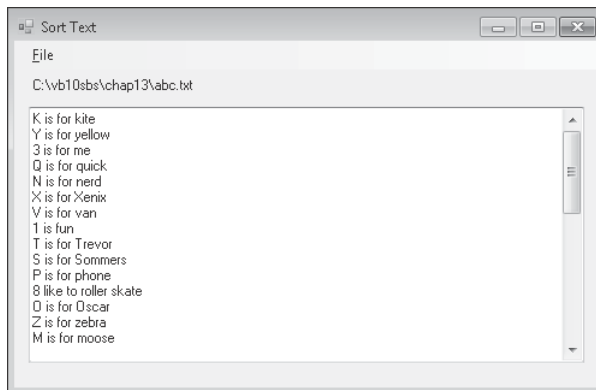 Sort Text
File
C:\vb10sbs\chap13\abc.txt
K is for kite
Y is for yellow
3 is for me
Q is for quick
N is for nerd
X is for Xenix
V is for van
1 is fun
T is for Trevor
S is for Sommers
P is for phone
8 like to roller skate
O is for Oscar
Z is for zebra
M is for moose